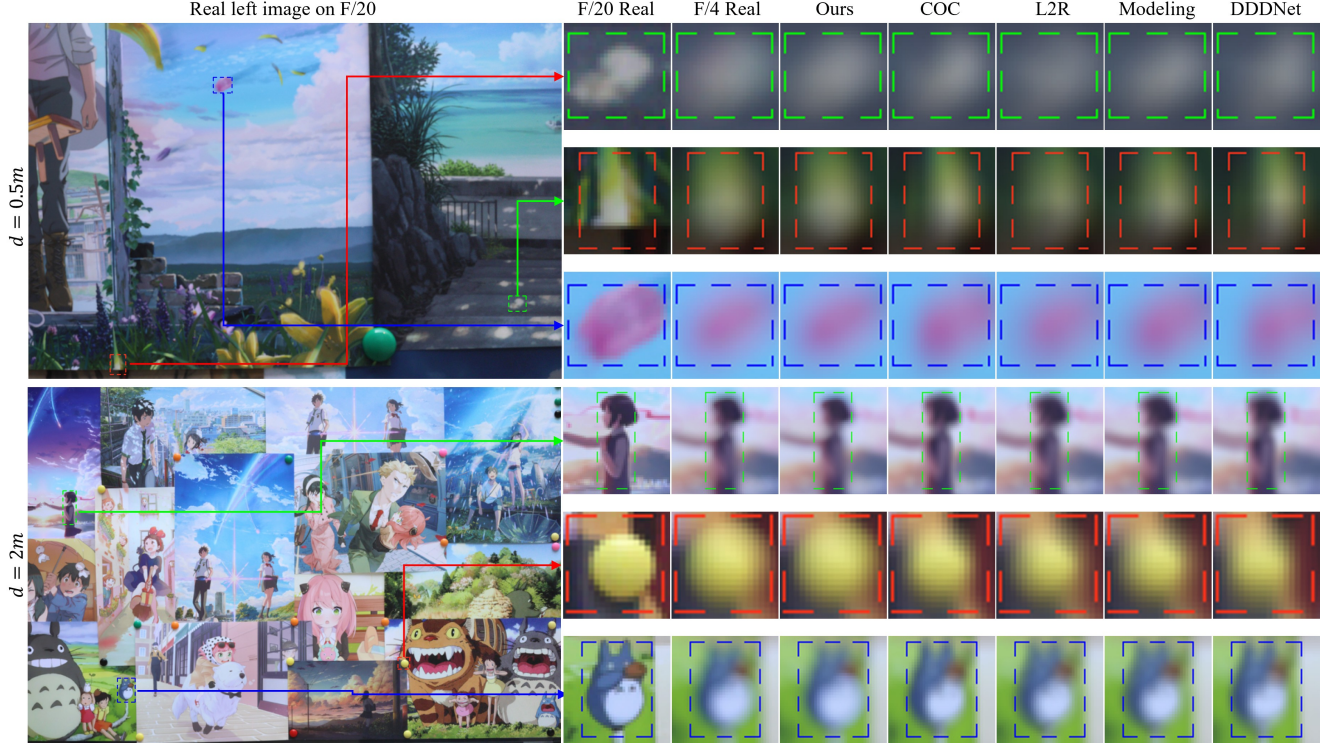 Real left image on F/20 F/20 Real F/4 Real Ours COC L2R Modeling DDDNet
d = 0.5m
d = 2m